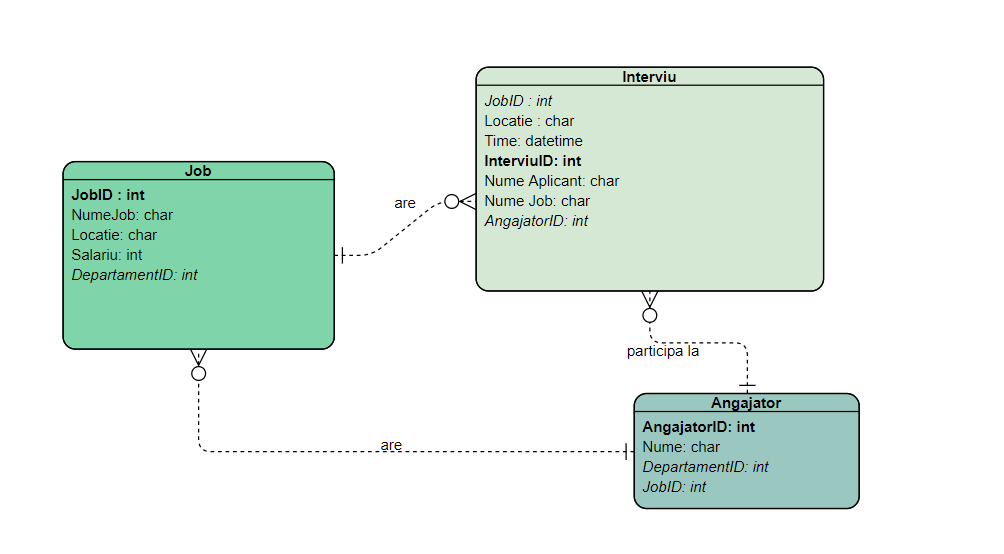 Interviu
JobID : int
Locatie : char
Time: datetime
InterviuID: int
Nume Aplicant: char
Nume Job: char
AngajatorID: int
Job
JobID : int
NumeJob: char
Locatie: char
Salariu: int
DepartamentID: int
are
participa la
Angajator
AngajatorID: int
Nume: char
DepartamentID: int
JobID: int
are